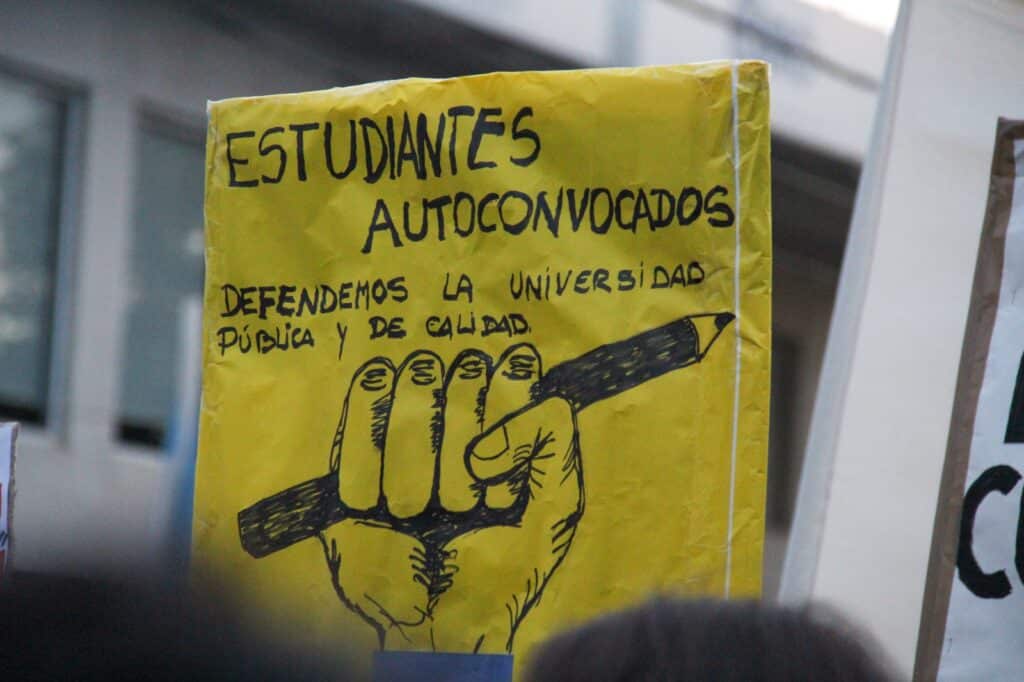 ESTUDIANTES
AUTOCONVOCADOS
DEFENDEMOS LA UNIVERSIDAD
PÚBLICA Y DE CALIDAD.